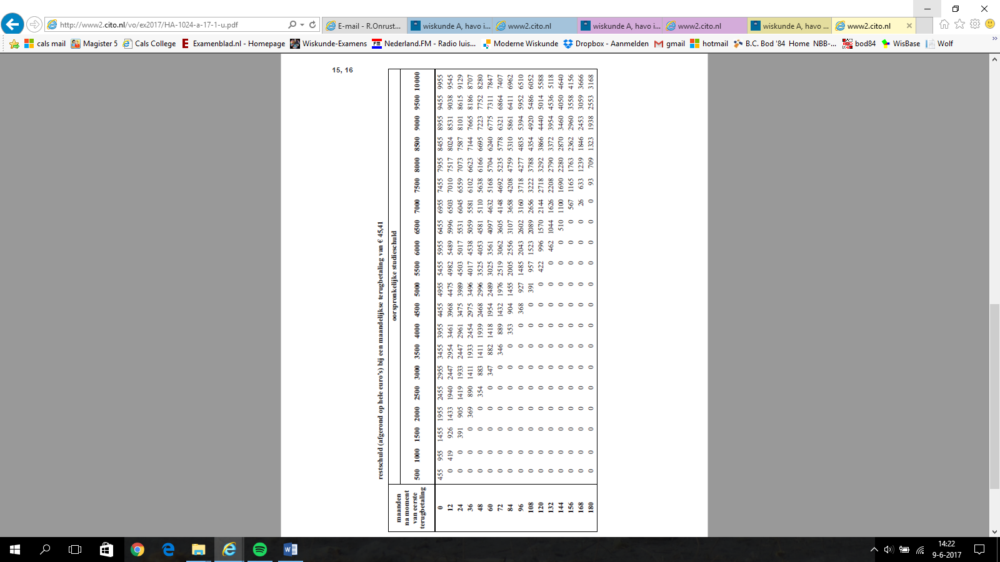 http://www2.cito.nl/vo/ex2017/HA-1024-a-17-1-u.pdf
E-mail - R.Onrust...
wiskunde A, havo i...
www2.cito.nl
wiskunde A, havo i...
www2.cito.nl
wiskunde A, havo ...
www2.cito.nl
cals mail
Magister 5
Cals College
Examenblad.nl - Homepage
Wiskunde-Examens
Nederland.FM - Radio luis...
Moderne Wiskunde
Dropbox - Aanmelden
gmail
hotmail
B.C. Bod '84 Home NBB-...
bod84
WisBase
Wolf
15, 16
restschuld (afgerond op hele euro's) bij een maandelijkse terugbetaling van € 45,41
maanden
na moment
van eerste
terugbetaling
oorspronkelijke studieschuld
500 1000 1500 2000 2500 3000 3500 4000 4500 5000 5500 6000 6500 7000 7500 8000 8500 9000 9500 10000
0 455 955 1455 1955 2455 2955 3455 3955 4455 4955 5455 5955 6455 6955 7455 7955 8455 8955 9455 9955
12 0 419 926 1433 1940 2447 2954 3461 3968 4475 4982 5489 5996 6503 7010 7517 8024 8531 9038 9545
24 0 0 391 905 1419 1933 2447 2961 3475 3989 4503 5017 5531 6045 6559 7073 7587 8101 8615 9129
36 0 0 0 369 890 1411 1933 2454 2975 3496 4017 4538 5059 5581 6102 6623 7144 7665 8186 8707
48 0 0 0 0 354 883 1411 1939 2468 2996 3525 4053 4581 5110 5638 6166 6695 7223 7752 8280
60 0 0 0 0 0 347 882 1418 1954 2489 3025 3561 4097 4632 5168 5704 6240 6775 7311 7847
72 0 0 0 0 0 0 346 889 1432 1976 2519 3062 3605 4148 4692 5235 5778 6321 6864 7407
84 0 0 0 0 0 0 0 353 904 1455 2005 2556 3107 3658 4208 4759 5310 5861 6411 6962
96 0 0 0 0 0 0 0 0 368 927 1485 2043 2602 3160 3718 4277 4835 5394 5952 6510
108 0 0 0 0 0 0 0 0 0 391 957 1523 2089 2656 3222 3788 4354 4920 5486 6052
120 0 0 0 0 0 0 0 0 0 0 422 996 1570 2144 2718 3292 3866 4440 5014 5588
132 0 0 0 0 0 0 0 0 0 0 0 462 1044 1626 2208 2790 3372 3954 4536 5118
144 0 0 0 0 0 0 0 0 0 0 0 0 510 1100 1690 2280 2870 3460 4050 4640
156 0 0 0 0 0 0 0 0 0 0 0 0 0 567 1165 1763 2362 2960 3558 4156
168 0 0 0 0 0 0 0 0 0 0 0 0 0 26 633 1239 1846 2453 3059 3666
180 0 0 0 0 0 0 0 0 0 0 0 0 0 0 93 709 1323 1938 2553 3168
14:22
9-6-2017